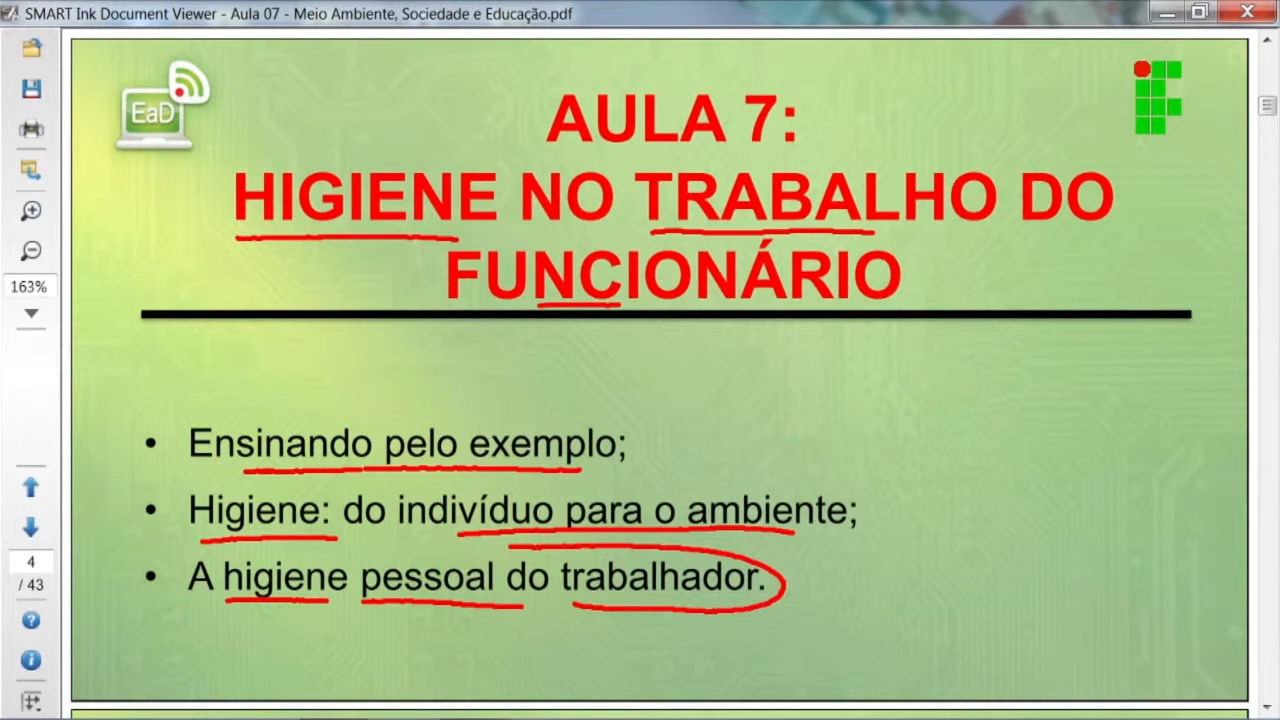 SMART Ink Document Viewer - Aula 07 - Meio Ambiente, Sociedade e Educação.pdf
EaD
AULA 7:
HIGIENE NO TRABALHO DO
FUNCIONÁRIO
163%
• Ensinando pelo exemplo;
• Higiene: do indivíduo para o ambiente;
• A higiene pessoal do trabalhador.
4
/ 43